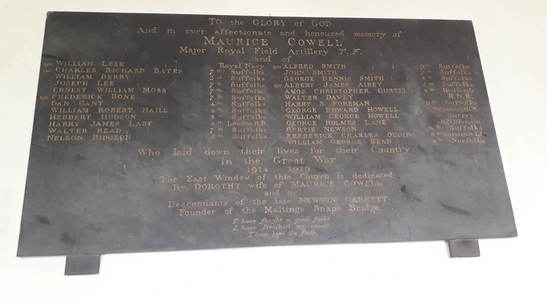 To the GLORY of GOD
And in ever affectionate and honoured memory of
MAURICE COWELL
Major Royal Field Artillery T.F.
and of
WILLIAM LEEK Royal Navy ALFRED SMITH Suffolks
CHARLES RICHARD BATES Suffolks JOHN SMITH Suffolks
WILLIAM BERRY Suffolks GEORGE DENNIS SMITH Suffolks
JOSEPH LEE Suffolks ALBERT JAMES AIREY Suffolks
ERNEST WILLIAM MOSS Suffolks AMOS CHRISTOPHER CURTIS
FREDERICK BONE Suffolks WALTER DAVEY
DAN GANT Suffolks HARRY S FOREMAN Suffolks
WILLIAM ROBERT HAILL Suffolks GEORGE EDWARD HOWELL Suffolks
HERBERT HUDSON Suffolks WILLIAM GEORGE HOWELL
HARRY JAMES LAST GEORGE HOLMES LANE
WALTER READ Suffolks BERTIE NEWSON Suffolks
NELSON Suffolks FREDERICK CHARLES
WILLIAM GEORGE READ Suffolks
Who laid down their lives for their Country
In the Great War
1914 - 1919
The East Window of this Church is dedicated
By DOROTHY wife of MAURICE COWELL
and of
Descendants of the late NEWSON GARRETT
Founder of the Maltings Snape Bridge
I have fought a good fight
I have finished my course
I have kept the faith